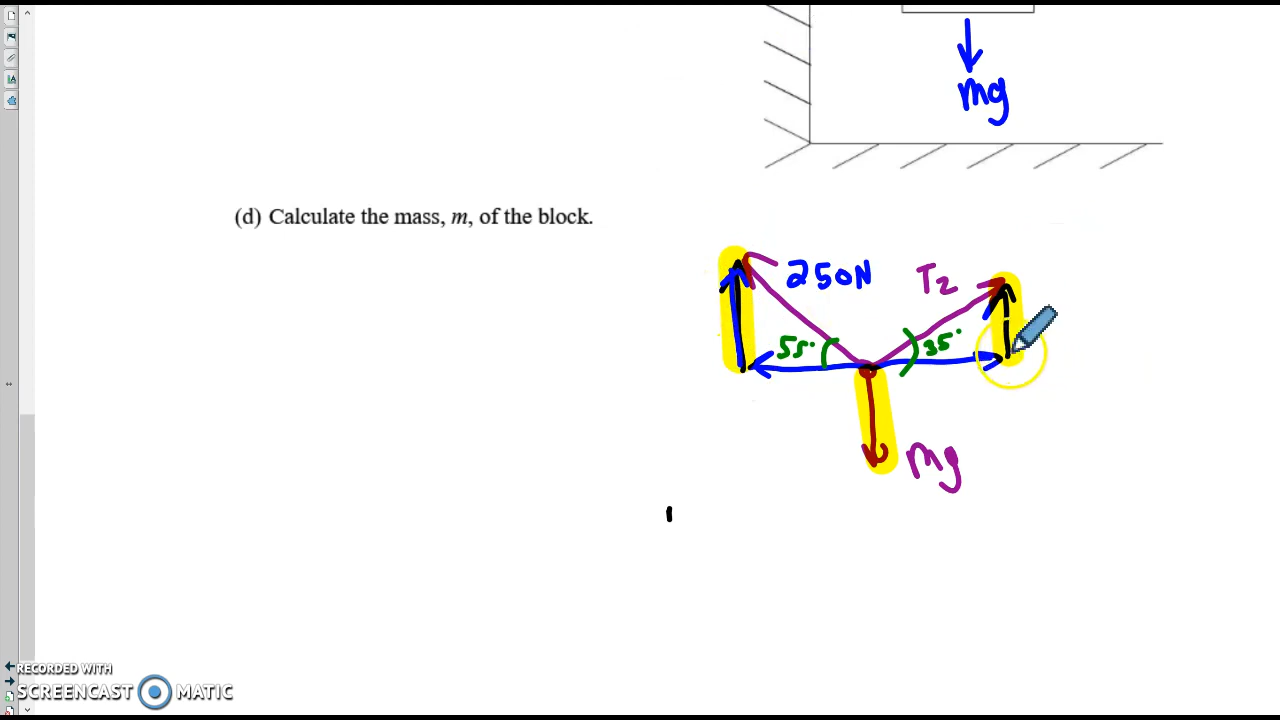 mg
(d) Calculate the mass, m, of the block.
250N
T2
55°
35°
mg
RECORDED WITH
SCREENCAST MATIC